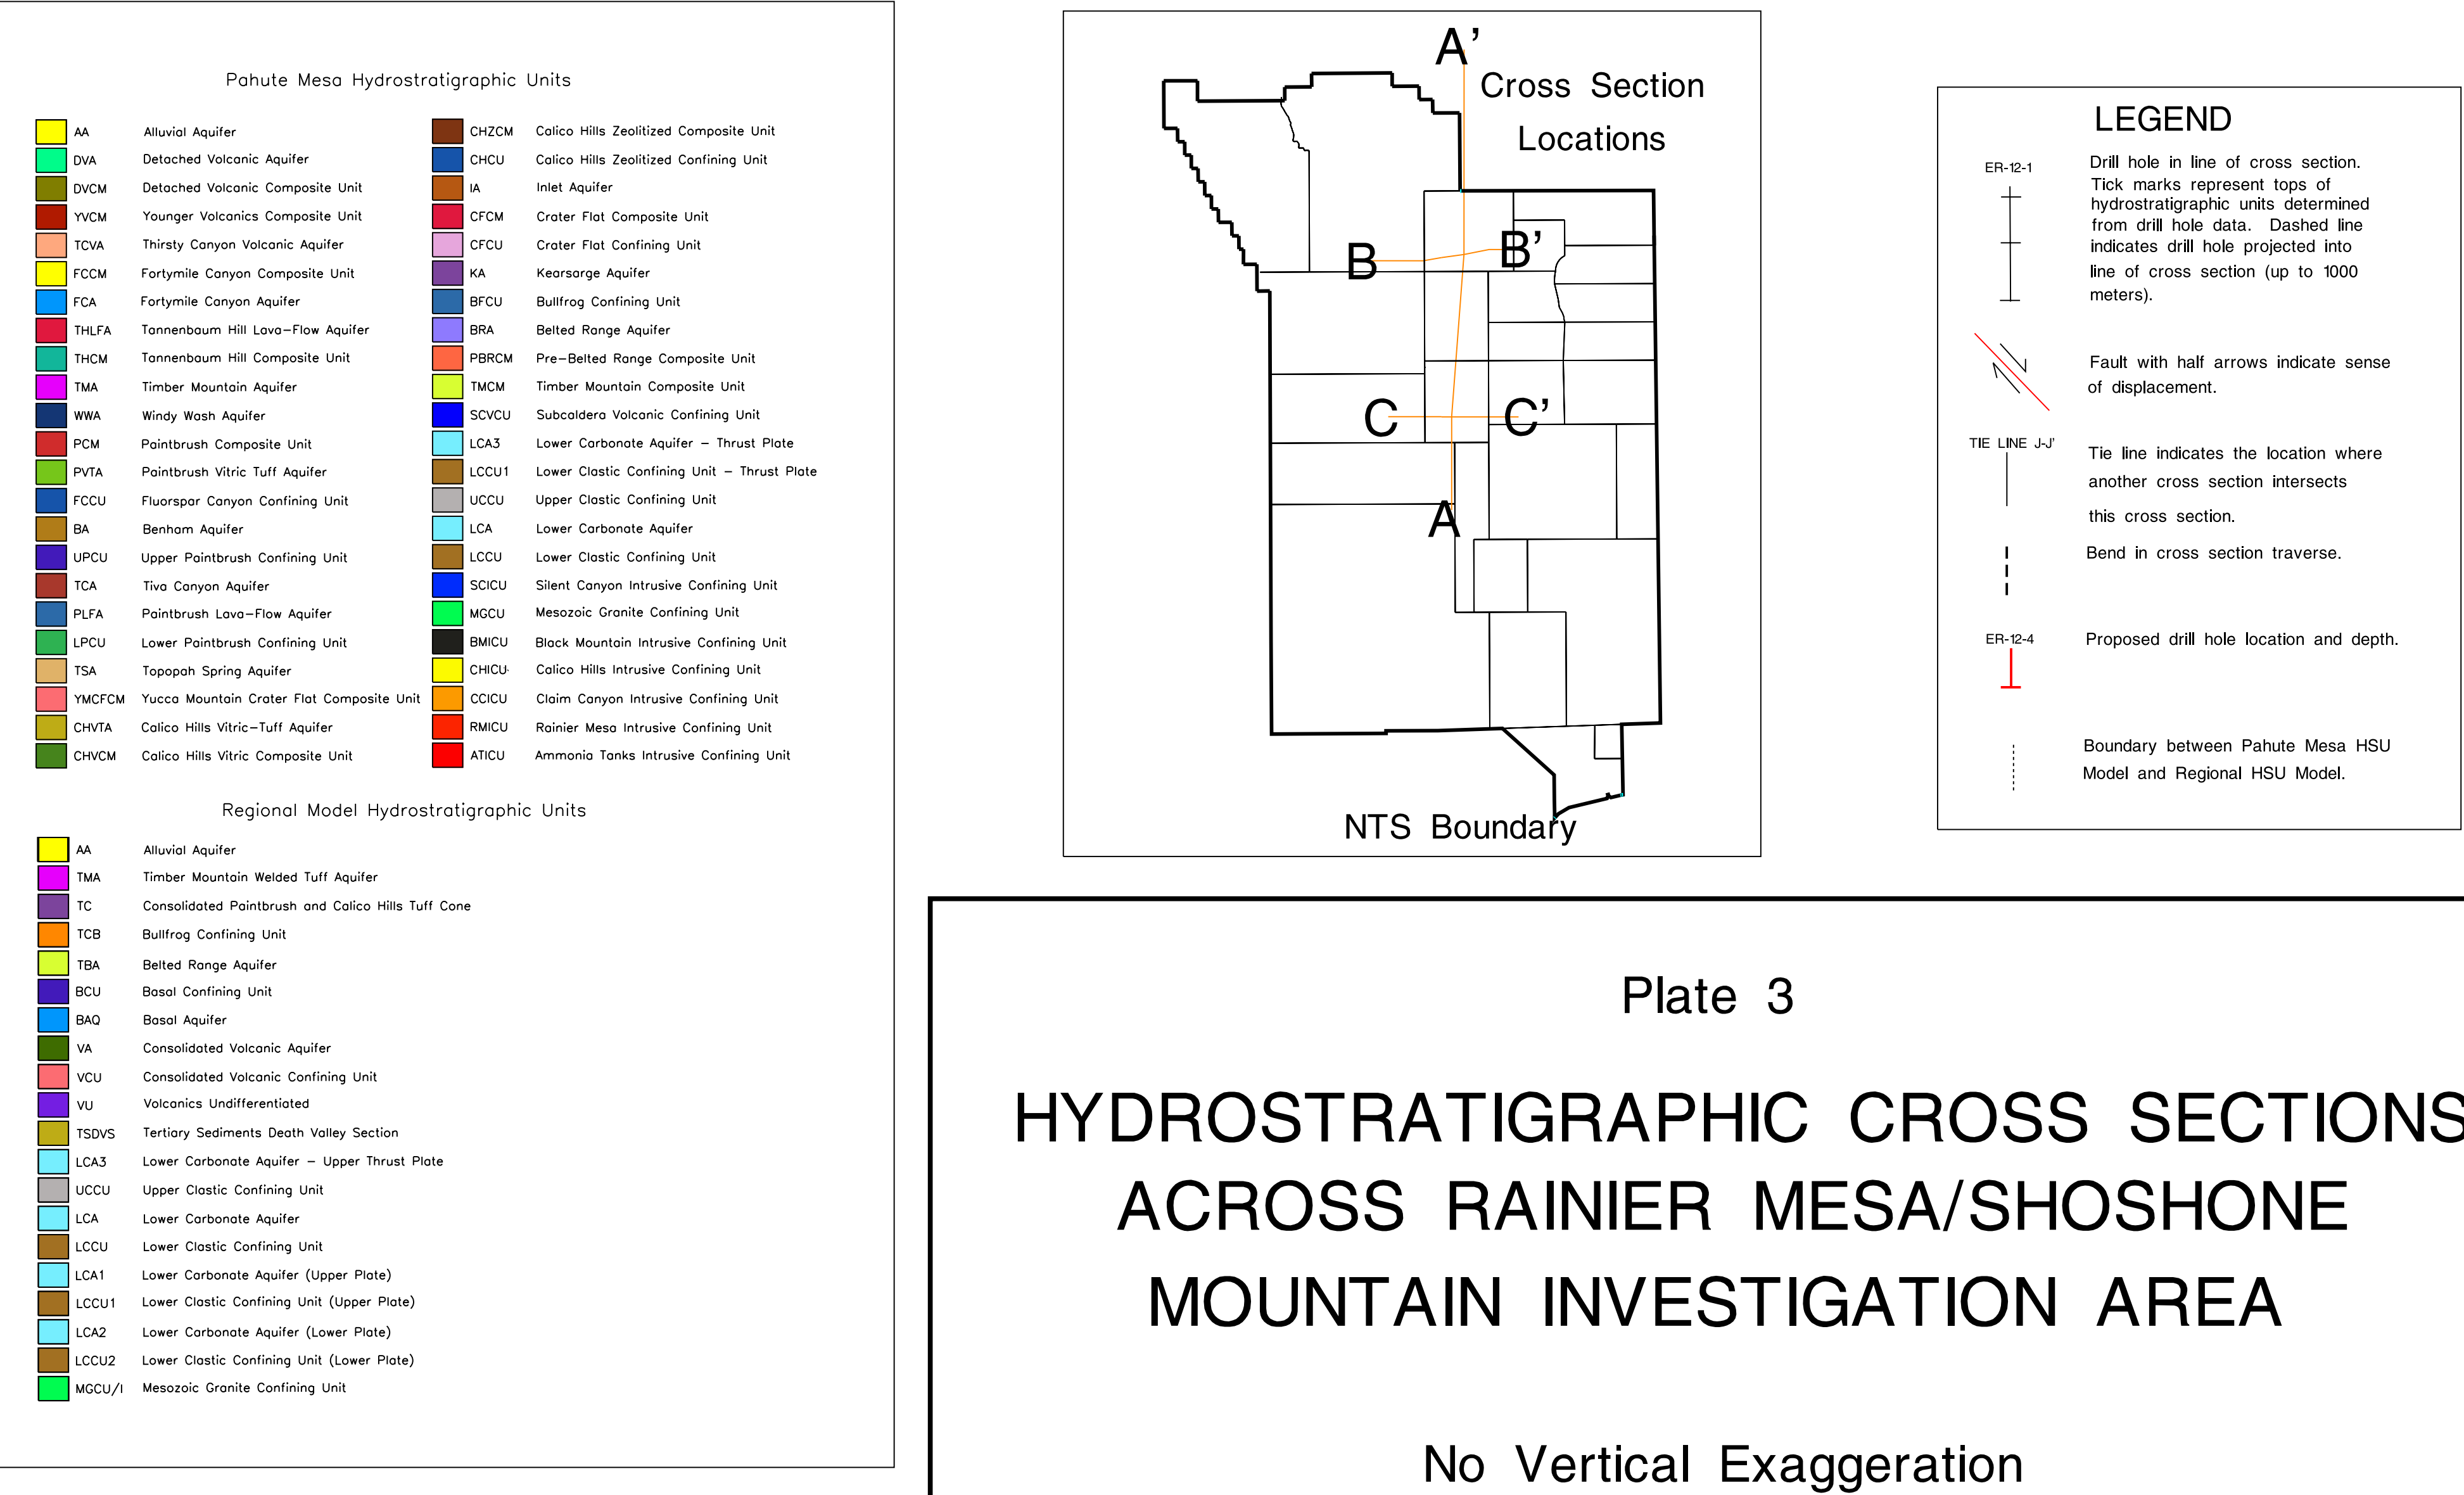 Pahute Mesa Hydrostratigraphic Units
AA Alluvial Aquifer
DVA Detached Volcanic Aquifer
DVCM Detached Volcanic Composite Unit
YVCM Younger Volcanics Composite Unit
TCVA Thirsty Canyon Volcanic Aquifer
FCCM Fortymile Canyon Composite Unit
FCA Fortymile Canyon Aquifer
THLFA Tannenbaum Hill Lava-Flow Aquifer
THCM Tannenbaum Hill Composite Unit
TMA Timber Mountain Aquifer
WWA Windy Wash Aquifer
PCM Paintbrush Composite Unit
PVTA Paintbrush Vitric Tuff Aquifer
FCCU Fluorspar Canyon Confining Unit
BA Benham Aquifer
UPCU Upper Paintbrush Confining Unit
TCA Tiva Canyon Aquifer
PLFA Paintbrush Lava-Flow Aquifer
LPCU Lower Paintbrush Confining Unit
TSA Topopah Spring Aquifer
YMCFCM Yucca Mountain Crater Flat Composite Unit
CHVTA Calico Hills Vitric-Tuff Aquifer
CHVCM Calico Hills Vitric Composite Unit
CHZCM Calico Hills Zeolitized Composite Unit
CHCU Calico Hills Zeolitized Confining Unit
IA Inlet Aquifer
CFCM Crater Flat Composite Unit
CFCU Crater Flat Confining Unit
KA Kearsarge Aquifer
BFCU Bullfrog Confining Unit
BRA Belted Range Aquifer
PBRCM Pre-Belted Range Composite Unit
TMCM Timber Mountain Composite Unit
SCVCU Subcaldera Volcanic Confining Unit
LCA3 Lower Carbonate Aquifer - Thrust Plate
LCCU1 Lower Clastic Confining Unit - Thrust Plate
UCCU Upper Clastic Confining Unit
LCA Lower Carbonate Aquifer
LCCU Lower Clastic Confining Unit
SCICU Silent Canyon Intrusive Confining Unit
MGCU Mesozoic Granite Confining Unit
BMICU Black Mountain Intrusive Confining Unit
CHICU Calico Hills Intrusive Confining Unit
CCICU Claim Canyon Intrusive Confining Unit
RMICU Rainier Mesa Intrusive Confining Unit
ATICU Ammonia Tanks Intrusive Confining Unit
Regional Model Hydrostratigraphic Units
AA Alluvial Aquifer
TMA Timber Mountain Welded Tuff Aquifer
TC Consolidated Paintbrush and Calico Hills Tuff Cone
TCB Bullfrog Confining Unit
TBA Belted Range Aquifer
BCU Basal Confining Unit
BAQ Basal Aquifer
VA Consolidated Volcanic Aquifer
VCU Consolidated Volcanic Confining Unit
VU Volcanics Undifferentiated
TSDVS Tertiary Sediments Death Valley Section
LCA3 Lower Carbonate Aquifer - Upper Thrust Plate
UCCU Upper Clastic Confining Unit
LCA Lower Carbonate Aquifer
LCCU Lower Clastic Confining Unit
LCA1 Lower Carbonate Aquifer (Upper Plate)
LCCU1 Lower Clastic Confining Unit (Upper Plate)
LCA2 Lower Carbonate Aquifer (Lower Plate)
LCCU2 Lower Clastic Confining Unit (Lower Plate)
MGCU/I Mesozoic Granite Confining Unit
A'
Cross Section
Locations
B
B'
C
C'
A
NTS Boundary
LEGEND
ER-12-1
Drill hole in line of cross section.
Tick marks represent tops of
hydrostratigraphic units determined
from drill hole data. Dashed line
indicates drill hole projected into
line of cross section (up to 1000
meters).
Fault with half arrows indicate sense
of displacement.
TIE LINE J-J'
Tie line indicates the location where
another cross section intersects
this cross section.
Bend in cross section traverse.
ER-12-4
Proposed drill hole location and depth.
Boundary between Pahute Mesa HSU
Model and Regional HSU Model.
Plate 3
HYDROSTRATIGRAPHIC CROSS SECTIONS
ACROSS RAINIER MESA/SHOSHONE
MOUNTAIN INVESTIGATION AREA
No Vertical Exaggeration